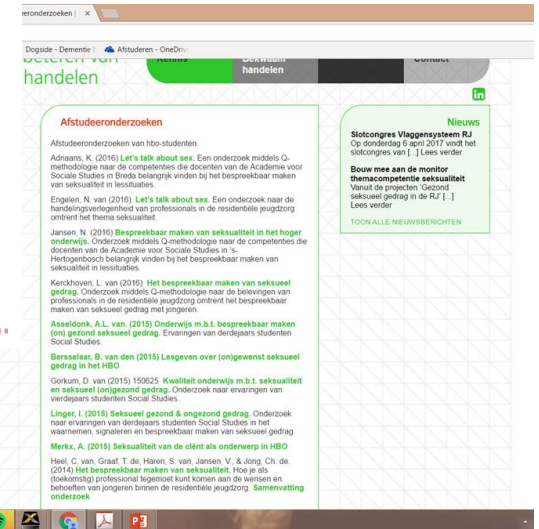 eeronderzoeken |
Dogside - Dementie
Afstuderen - OneDriv
beteren van
handelen
Kennis
Bekwaam
handelen
Contact
in
Afstudeeronderzoeken
Afstudeeronderzoeken van hbo-studenten.
Adriaans, K. (2016) Let's talk about sex. Een onderzoek middels Q-
methodologie naar de competenties die docenten van de Academie voor
Sociale Studies in Breda belangrijk vinden bij het bespreekbaar maken
van seksualiteit in lessituaties.
Engelen, N. van (2016). Let's talk about sex. Een onderzoek naar de
handelingsverlegenheid van professionals in de residentiële jeugdzorg
omtrent het thema seksualiteit.
Jansen, N. (2016) Bespreekbaar maken van seksualiteit in het hoger
onderwijs. Onderzoek middels Q-methodologie naar de competenties die
docenten van de Academie voor Sociale Studies in 's-
Hertogenbosch belangrijk vinden bij het bespreekbaar maken van
seksualiteit in lessituaties.
Kerckhoven, L. van (2016) Het bespreekbaar maken van seksueel
gedrag. Onderzoek middels Q-methodologie naar de belevingen van
professionals in de residentiële jeugdzorg omtrent het bespreekbaar
maken van seksueel gedrag met jongeren.
Asseldonk, A.L. van. (2015) Onderwijs m.b.t. bespreekbaar maken
(on) gezond seksueel gedrag. Ervaringen van derdejaars studenten
Social Studies.
Bersselaar, B. van den (2015) Lesgeven over (on)gewenst seksueel
gedrag in het HBO
Gorkum, D. van (2015) 150625 Kwaliteit onderwijs m.b.t. seksualiteit
en seksueel (on)gezond gedrag. Onderzoek naar ervaringen van
vierdejaars studenten Social Studies.
Linger, I. (2015) Seksueel gezond & ongezond gedrag. Onderzoek
naar ervaringen van derdejaars studenten Social Studies in het
waarnemen, signaleren en bespreekbaar maken van seksueel gedrag.
Merkx, A. (2015) Seksualiteit van de cliënt als onderwerp in HBO
Heel, C. van, Graaf, T. de, Haren, S. van, Jansen, V., & Jong, Ch. de.
(2014) Het bespreekbaar maken van seksualiteit. Hoe je als
(toekomstig) professional tegemoet kunt komen aan de wensen en
behoeften van jongeren binnen de residentiële jeugdzorg. Samenvatting
onderzoek
Nieuws
Slotcongres Vlaggensysteem RJ
Op donderdag 6 april 2017 vindt het
slotcongres van [...] Lees verder
Bouw mee aan de monitor
themacompetentie seksualiteit
Vanuit de projecten 'Gezond
seksueel gedrag in de RJ' [...]
Lees verder
TOON ALLE NIEUWSBERICHTEN